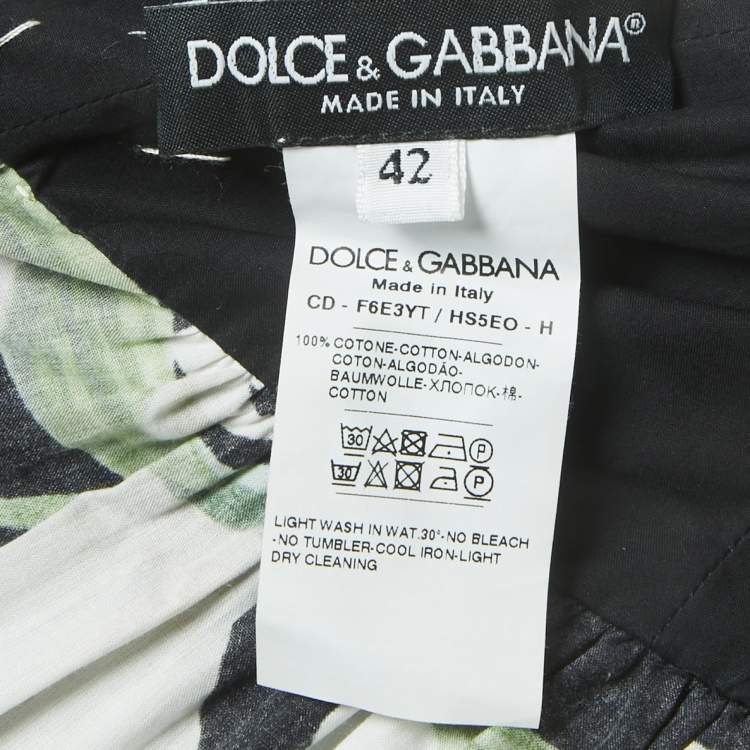 DOLCE & GABBANA®
MADE IN ITALY
42
DOLCE & GABBANA
Made in Italy
CD - F6E3YT / HS5EO - H
100% COTONE-COTTON-ALGODON-
COTON-ALGODÃO-
BAUMWOLLE-ХЛОПОК-棉-
COTTON
30 P
30 P
LIGHT WASH IN WAT.30°-NO BLEACH
-NO TUMBLER-COOL IRON-LIGHT
DRY CLEANING